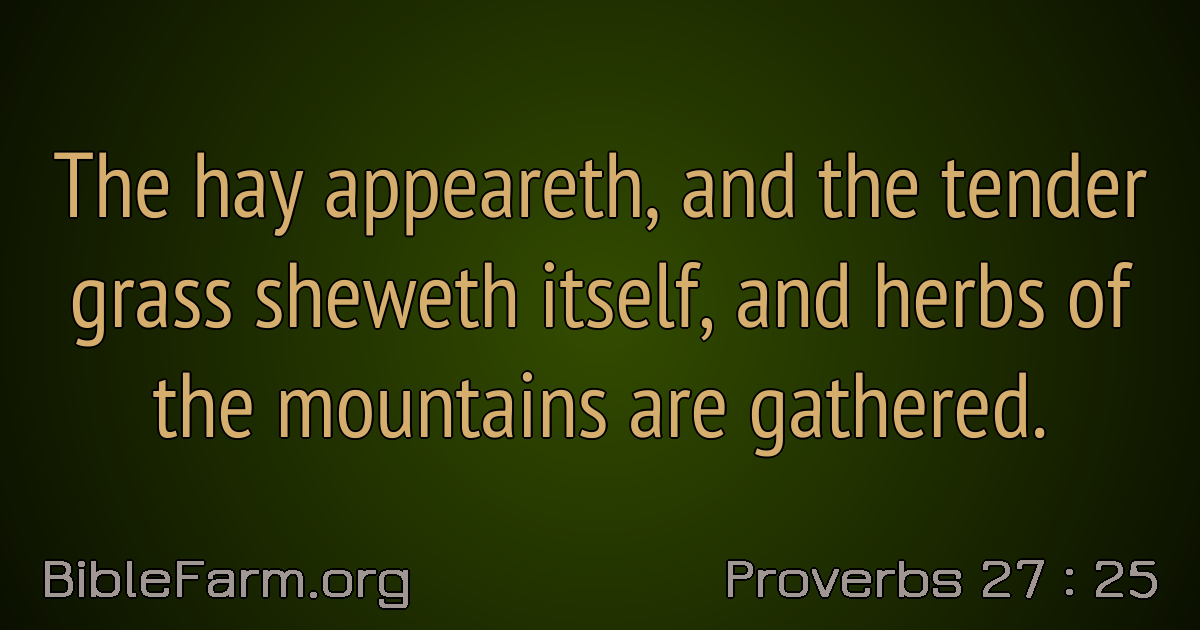 The hay appeareth, and the tender
grass sheweth itself, and herbs of
the mountains are gathered.
BibleFarm.org
Proverbs 27 : 25